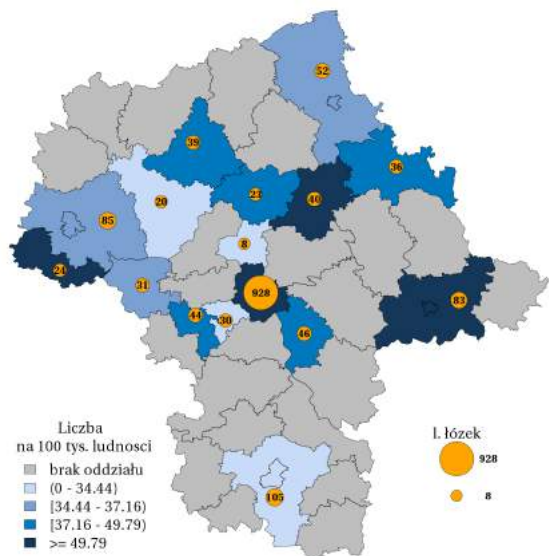 52
39
36
23
40
20
85
8
24
31
928
83
44
30
46
105
Liczba
na 100 tys. ludnosci
brak oddziału
(0 - 34.44)
[34.44 - 37.16)
[37.16 - 49.79)
>= 49.79
l. łózek
928
8